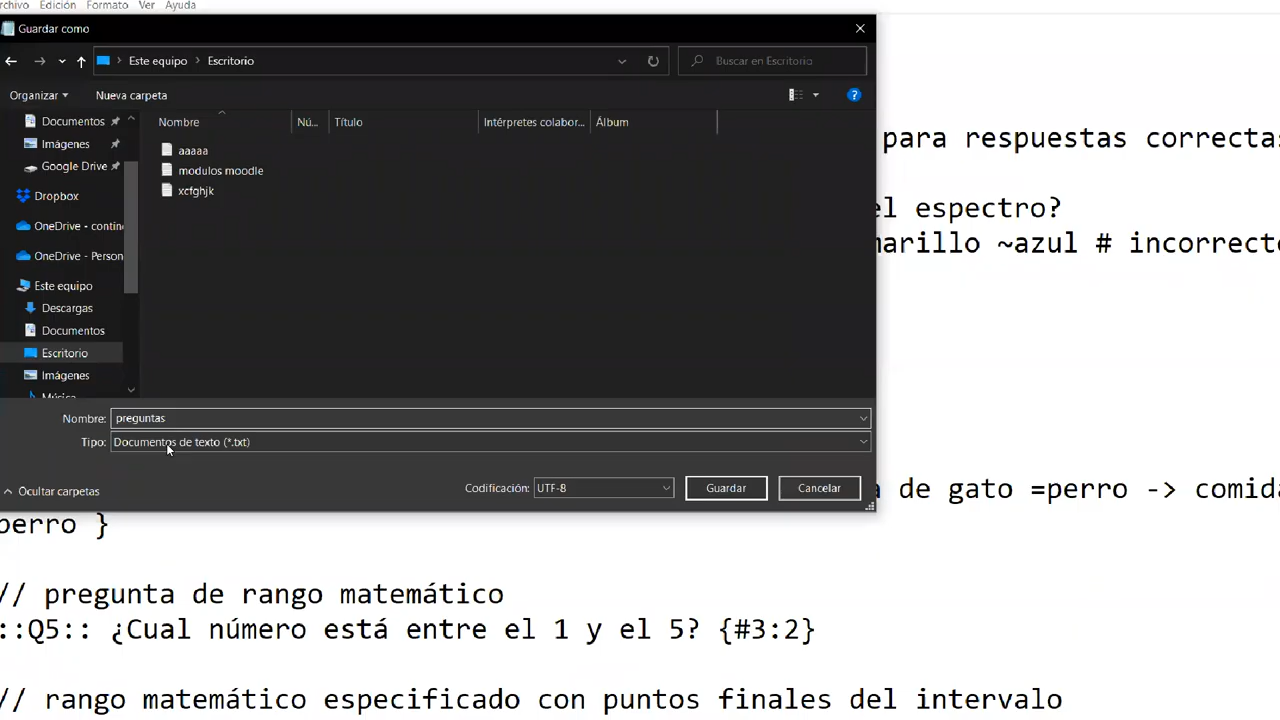 rchivo Edición Formato Ver Ayuda
Guardar como
Este equipo > Escritorio
Buscar en Escritorio
Organizar Nueva carpeta
Nombre Nú... Título Intérpretes colabor... Álbum
Documentos
Imágenes
Google Drive
Dropbox
OneDrive - contin
OneDrive - Person
Este equipo
Descargas
Documentos
Escritorio
Imágenes
Música
aaaaa
modulos moodle
xcfghjk
Nombre: preguntas
Tipo: Documentos de texto (*.txt)
Ocultar carpetas
Codificación: UTF-8
Guardar
Cancelar
para respuestas correctas
el espectro?
marillo ~azul # incorrecto
a de gato =perro -> comida
perro }
// pregunta de rango matemático
::Q5:: ¿Cual número está entre el 1 y el 5? {#3:2}
// rango matemático especificado con puntos finales del intervalo